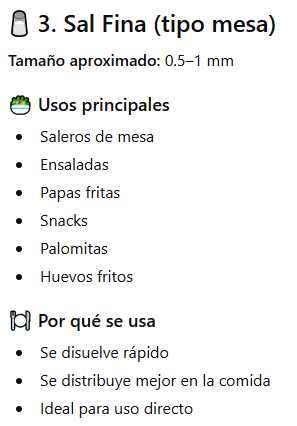 3. Sal Fina (tipo mesa)
Tamaño aproximado: 0.5–1 mm
Usos principales
Saleros de mesa
Ensaladas
Papas fritas
Snacks
Palomitas
Huevos fritos
Por qué se usa
Se disuelve rápido
Se distribuye mejor en la comida
Ideal para uso directo